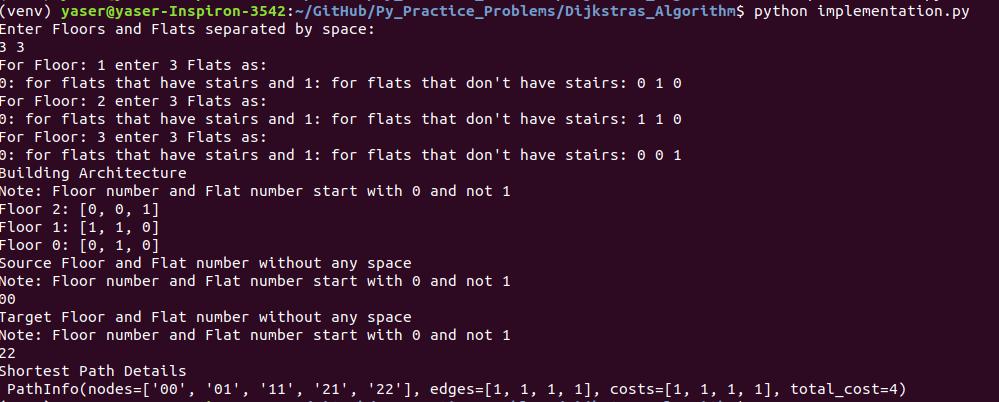 (venv) yaser@yaser-Inspiron-3542:~/GitHub/Py_Practice_Problems/Dijkstras_Algorithm$ python implementation.py
Enter Floors and Flats separated by space:
3 3
For Floor: 1 enter 3 Flats as:
0: for flats that have stairs and 1: for flats that don't have stairs: 0 1 0
For Floor: 2 enter 3 Flats as:
0: for flats that have stairs and 1: for flats that don't have stairs: 1 1 0
For Floor: 3 enter 3 Flats as:
0: for flats that have stairs and 1: for flats that don't have stairs: 0 0 1
Building Architecture
Note: Floor number and Flat number start with 0 and not 1
Floor 2: [0, 0, 1]
Floor 1: [1, 1, 0]
Floor 0: [0, 1, 0]
Source Floor and Flat number without any space
Note: Floor number and Flat number start with 0 and not 1
00
Target Floor and Flat number without any space
Note: Floor number and Flat number start with 0 and not 1
22
Shortest Path Details
PathInfo(nodes=['00', '01', '11', '21', '22'], edges=[1, 1, 1, 1], costs=[1, 1, 1, 1], total_cost=4)